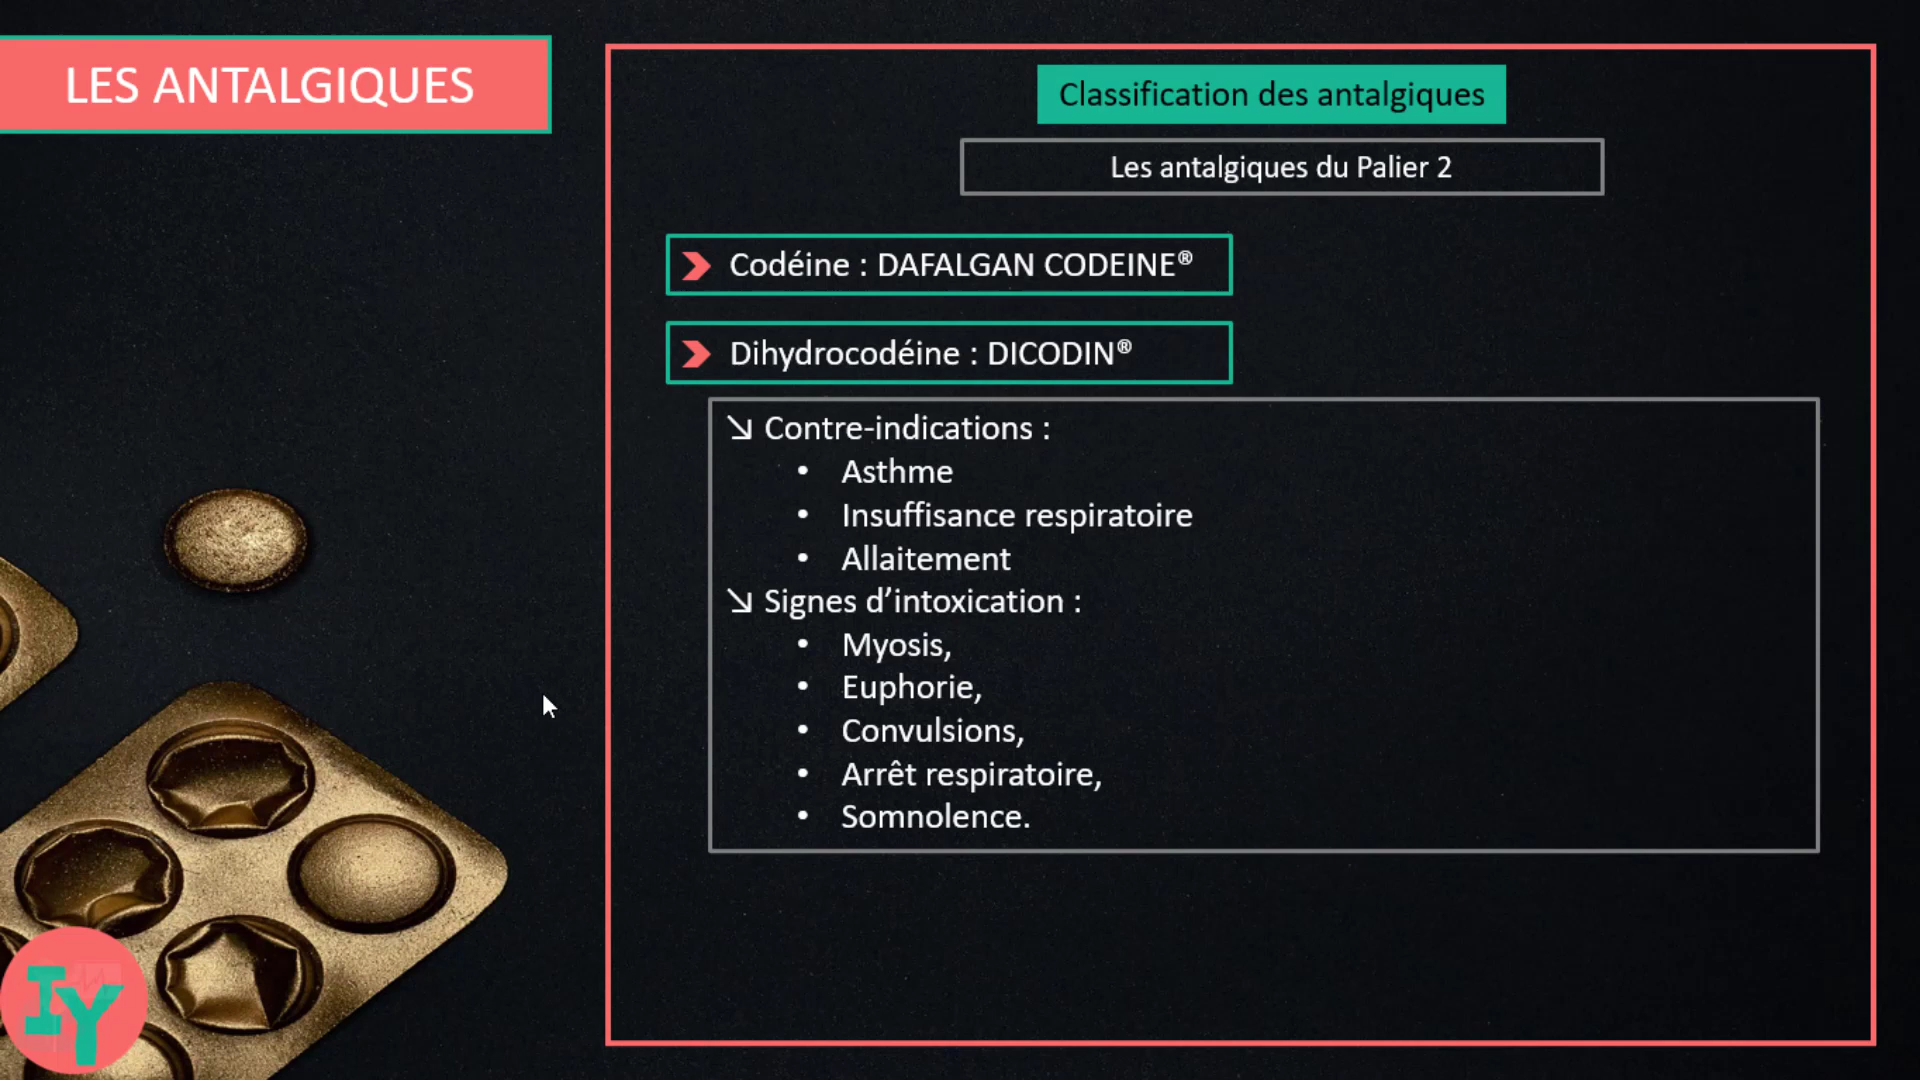 LES ANTALGIQUES
Classification des antalgiques
Les antalgiques du Palier 2
Codéine : DAFALGAN CODEINE®
Dihydrocodéine : DICODIN®
↘ Contre-indications :
• Asthme
• Insuffisance respiratoire
• Allaitement
↘ Signes d’intoxication :
• Myosis,
• Euphorie,
• Convulsions,
• Arrêt respiratoire,
• Somnolence.
IY